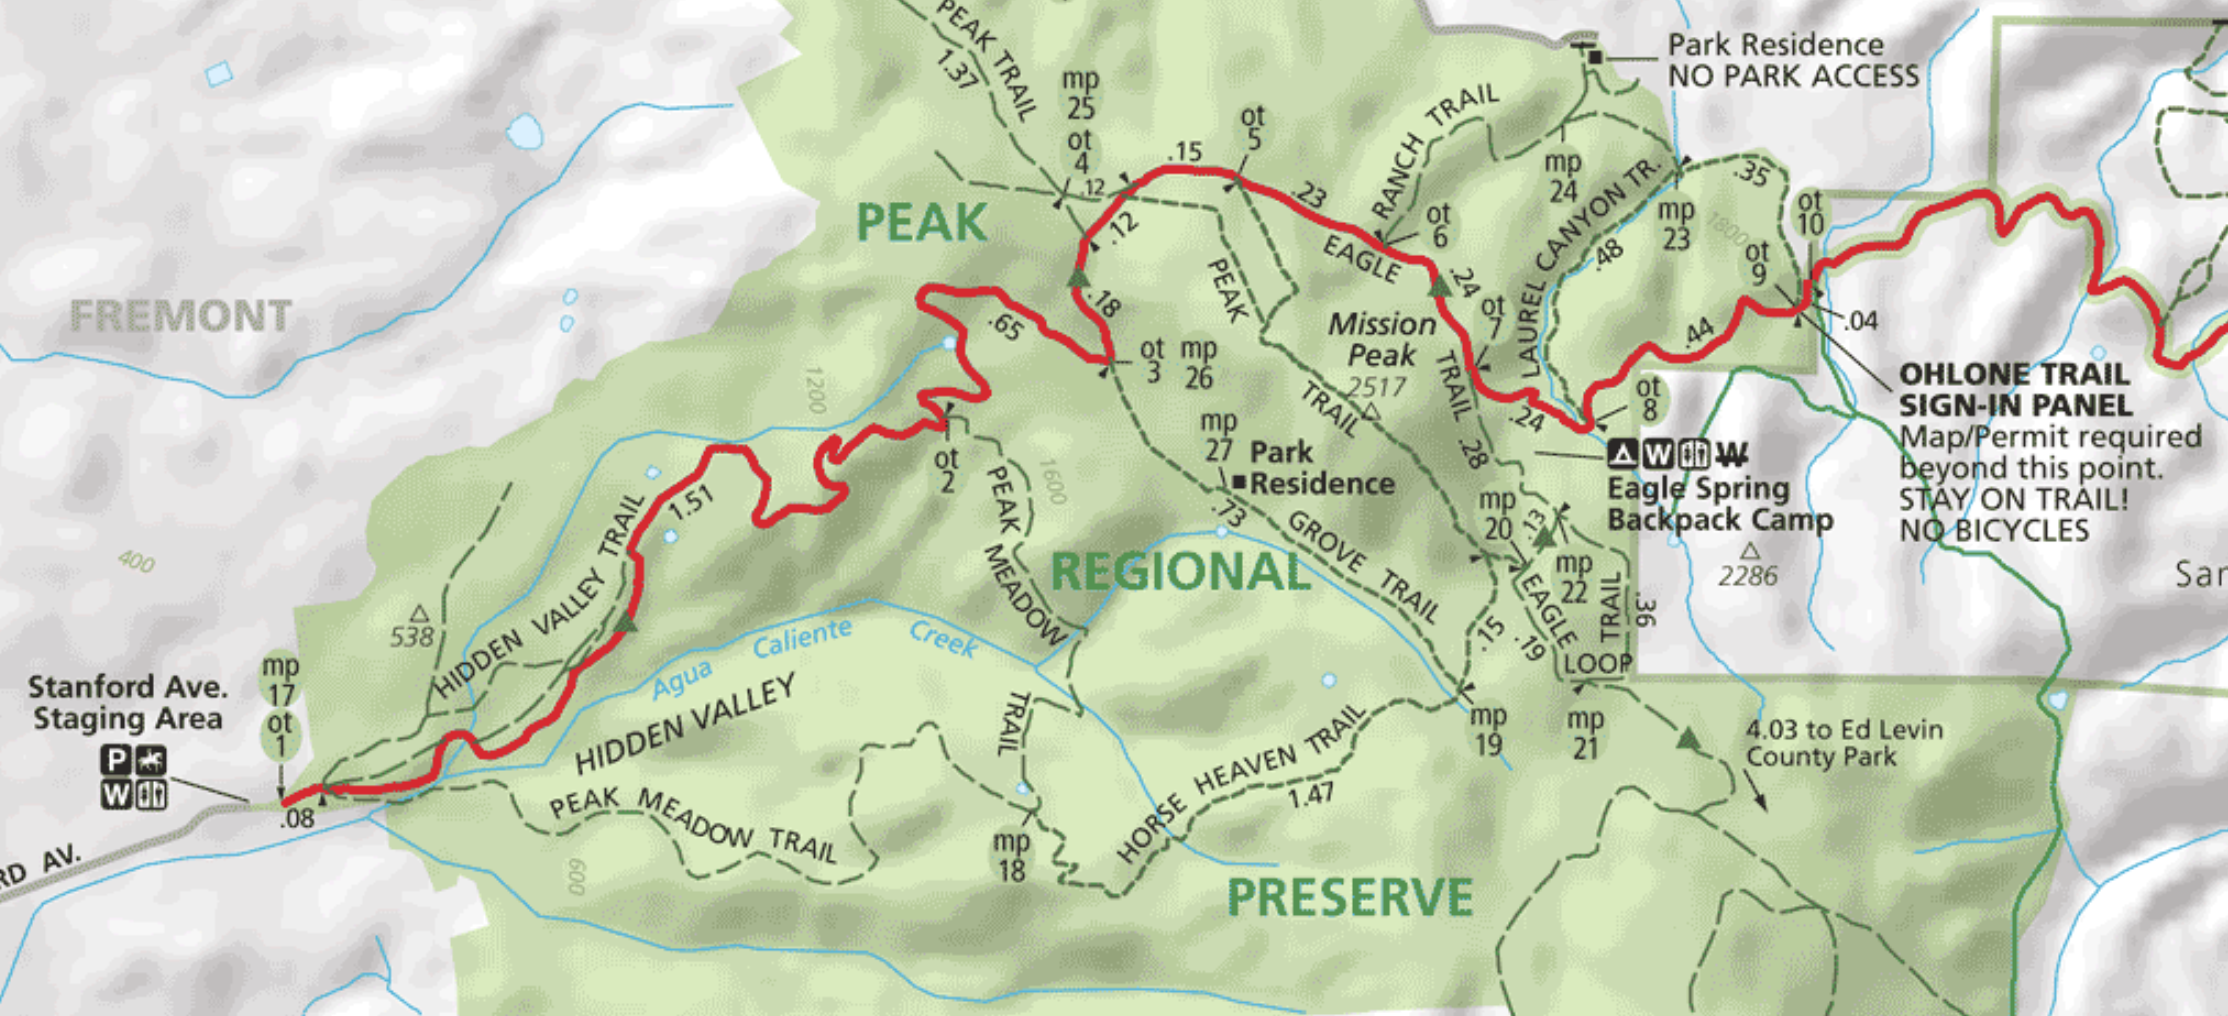 PEAK TRAIL
1.37
mp
25
ot
4
.12
.15
ot
5
.23
RANCH TRAIL
Park Residence
NO PARK ACCESS
mp
24
LAUREL CANYON TR.
.48
.35
mp
23
1800
ot
10
ot
9
.04
.12
PEAK
EAGLE
ot
6
.24
ot
7
TRAIL
.28
.18
.65
ot
3
mp
26
PEAK
TRAIL
Mission
Peak
2517
FREMONT
1200
.44
ot
8
.24
OHLONE TRAIL
SIGN-IN PANEL
Map/Permit required
beyond this point.
STAY ON TRAIL!
NO BICYCLES
W
W
Eagle Spring
Backpack Camp
2286
San
mp
27
Park
Residence
.73
GROVE TRAIL
ot
2
1600
PEAK
MEADOW
TRAIL
1.51
HIDDEN VALLEY TRAIL
400
538
REGIONAL
mp
20
.13
mp
22
EAGLE
LOOP
TRAIL
.36
.15
.19
Agua Caliente Creek
HIDDEN VALLEY
mp
17
ot
1
Stanford Ave.
Staging Area
P
W
.08
RD AV.
PEAK MEADOW TRAIL
600
mp
18
HORSE HEAVEN TRAIL
1.47
mp
19
mp
21
4.03 to Ed Levin
County Park
PRESERVE